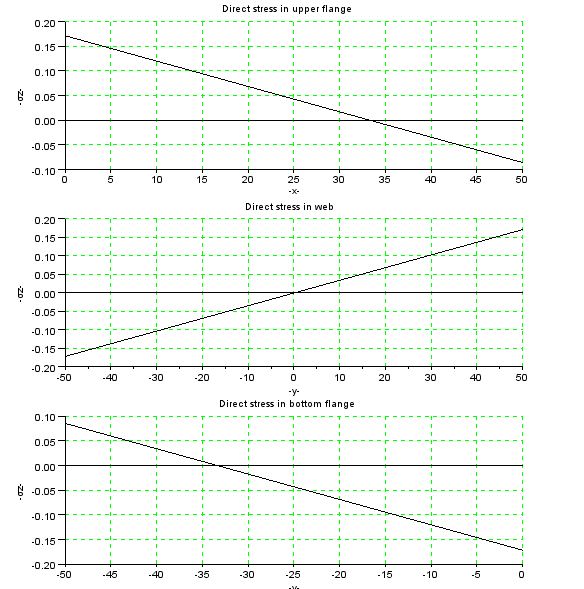 Direct stress in upper flange
0.20
0.15
0.10
0.05
0.00
-0.05
-0.10
-σz-
0 5 10 15 20 25 30 35 40 45 50
-x-
Direct stress in web
0.20
0.15
0.10
0.05
0.00
-0.05
-0.10
-0.15
-0.20
-σz-
-50 -40 -30 -20 -10 0 10 20 30 40 50
-y-
Direct stress in bottom flange
0.10
0.05
0.00
-0.05
-0.10
-0.15
-0.20
-σz-
-50 -45 -40 -35 -30 -25 -20 -15 -10 -5 0